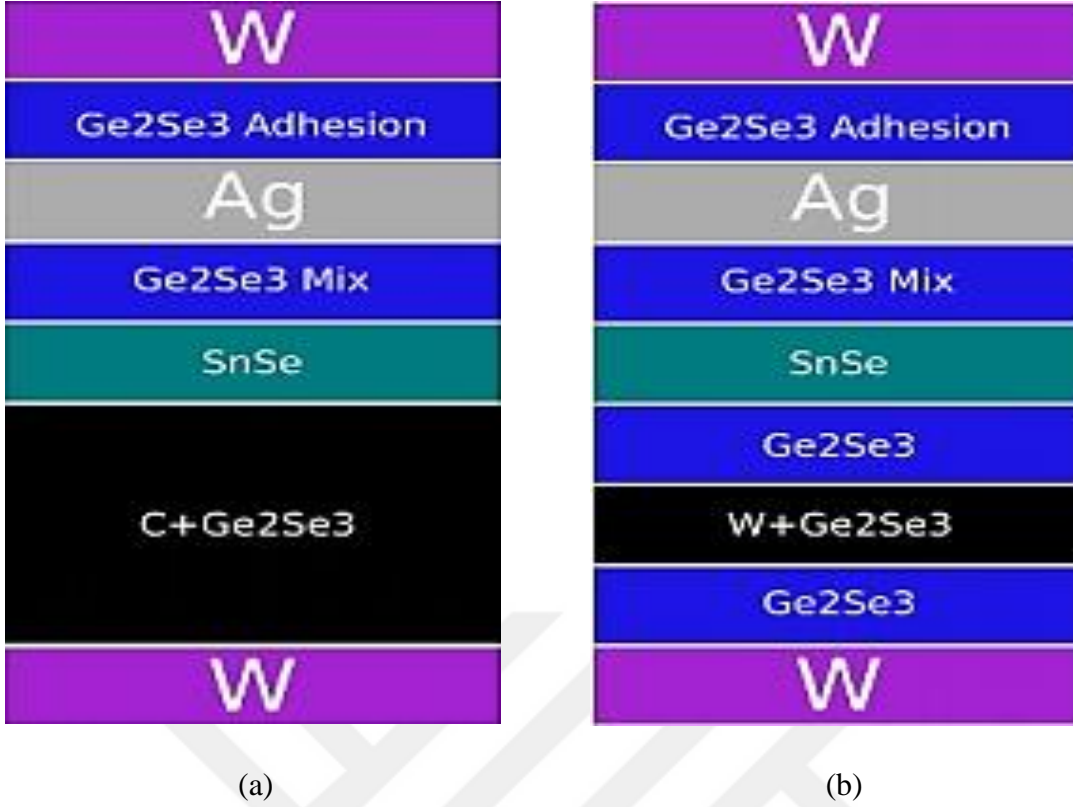 W
Ge2Se3 Adhesion
Ag
Ge2Se3 Mix
SnSe
C+Ge2Se3
W
(a)
W
Ge2Se3 Adhesion
Ag
Ge2Se3 Mix
SnSe
Ge2Se3
W+Ge2Se3
Ge2Se3
W
(b)